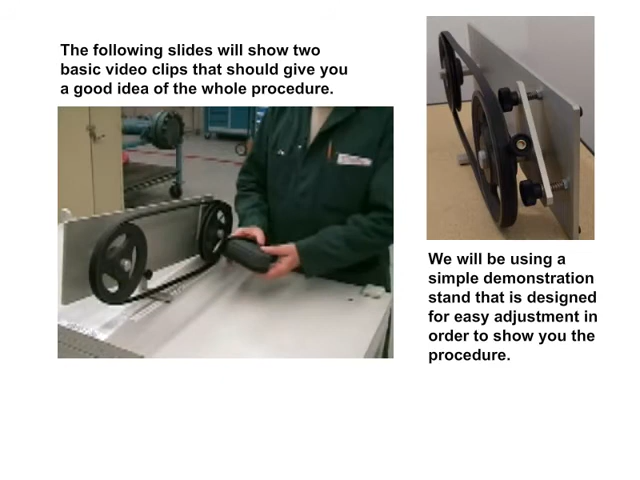 The following slides will show two
basic video clips that should give you
a good idea of the whole procedure.
We will be using a
simple demonstration
stand that is designed
for easy adjustment in
order to show you the
procedure.